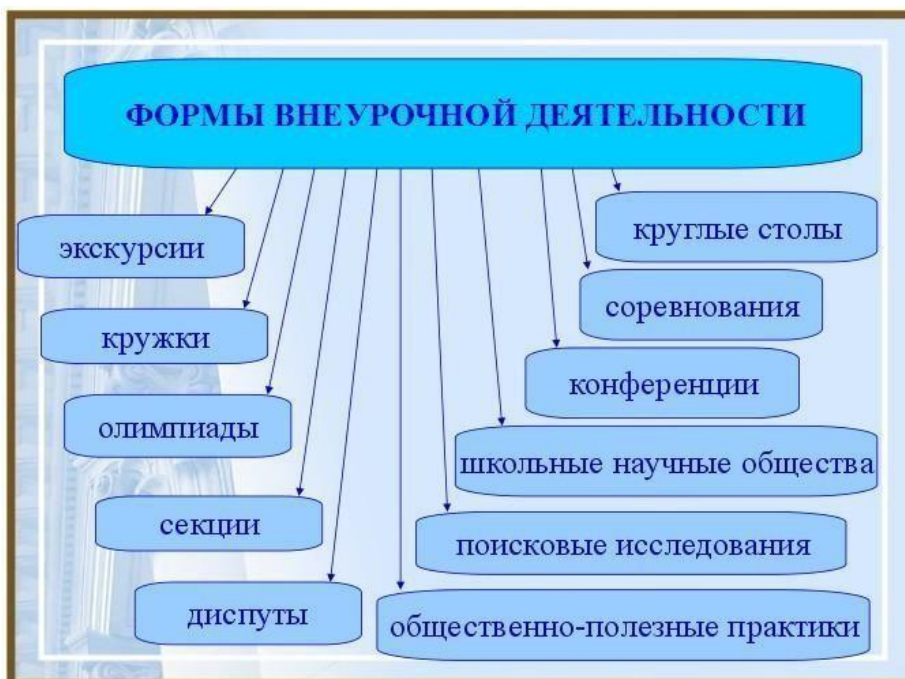 ФОРМЫ ВНЕУРОЧНОЙ ДЕЯТЕЛЬНОСТИ
экскурсии
кружки
олимпиады
секции
диспуты
круглые столы
соревнования
конференции
школьные научные общества
поисковые исследования
общественно-полезные практики